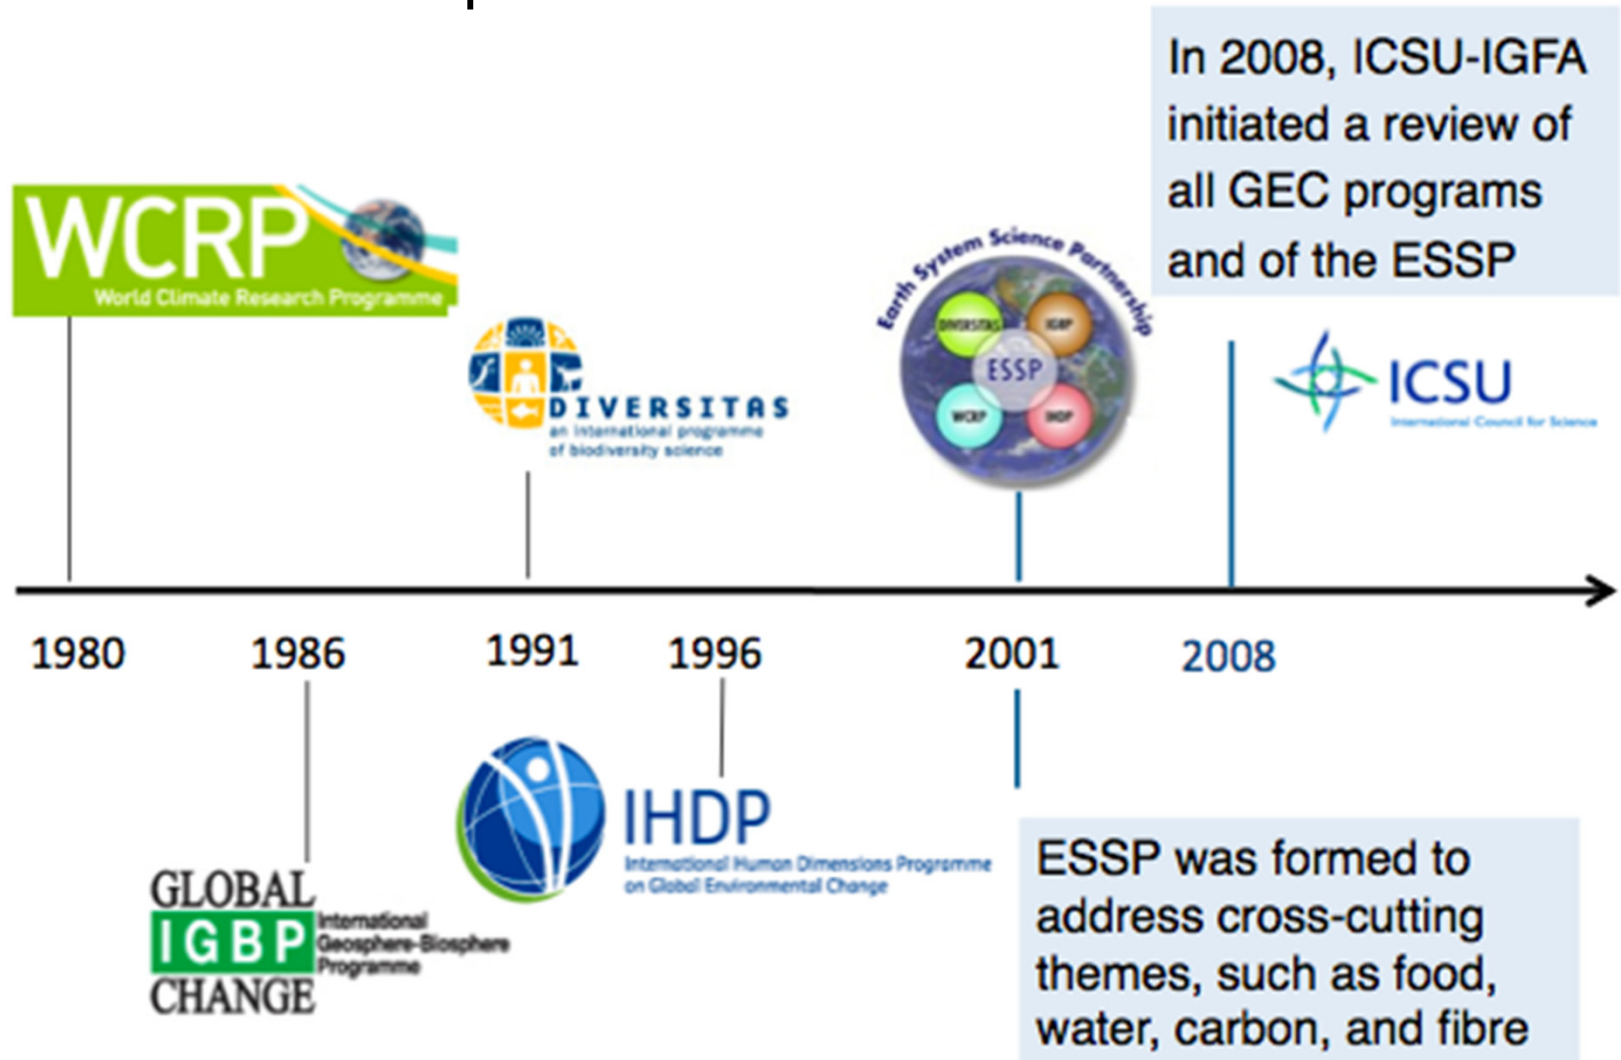 In 2008, ICSU-IGFA
initiated a review of
all GEC programs
and of the ESSP
WCRP
World Climate Research Programme
Earth System Science Partnership
DIVERSITAS
IGBP
ESSP
WCRP
IHDP
DIVERSITAS
an international programme
of biodiversity science
ICSU
International Council for Science
1980
1986
1991
1996
2001
2008
IHDP
International Human Dimensions Programme
on Global Environmental Change
GLOBAL
IGBP
CHANGE
International
Geosphere-Biosphere
Programme
ESSP was formed to
address cross-cutting
themes, such as food,
water, carbon, and fibre